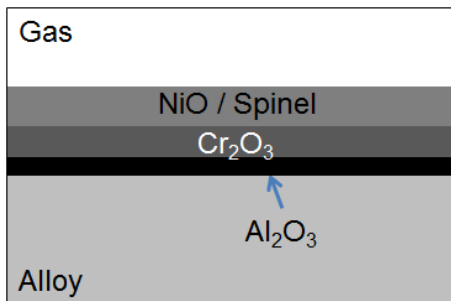 Gas
NiO / Spinel
Cr₂O₃
Al₂O₃
Alloy